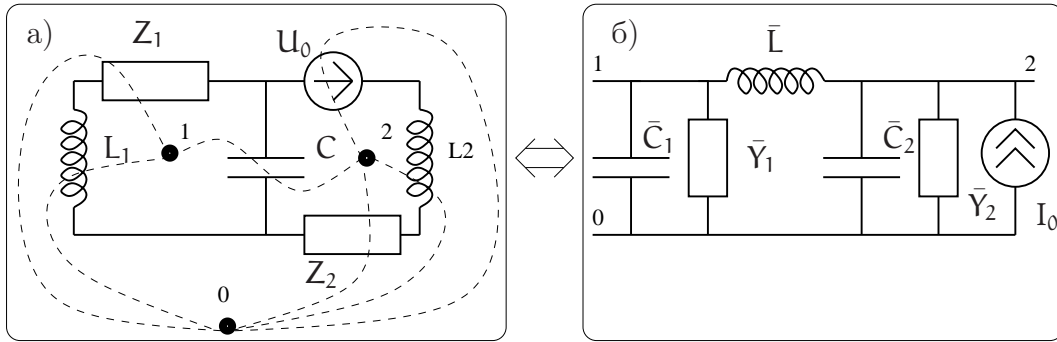 а)
Z₁
U₀
1
L₁
C
2
L2
Z₂
0
б)
L̄
1
2
C̄₁
Ȳ₁
C̄₂
Ȳ₂
0
I₀